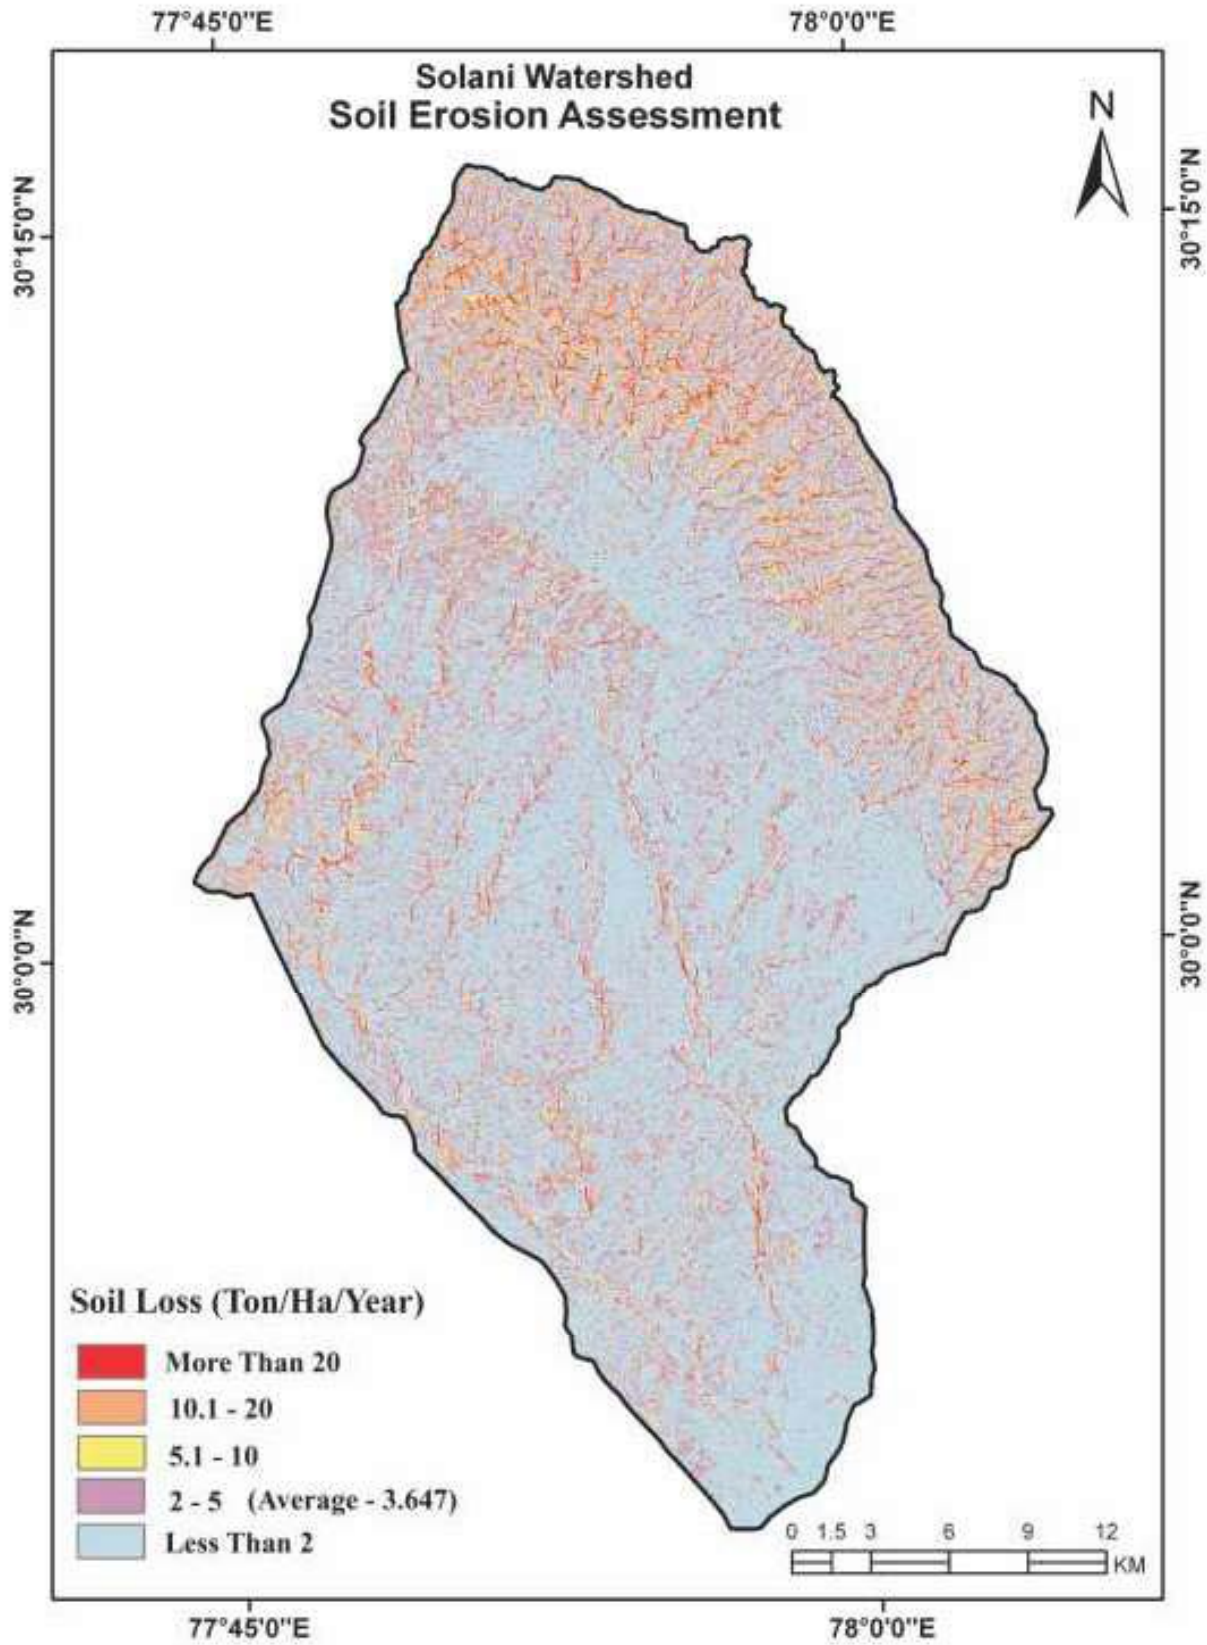 77°45'0"E 78°0'0"E
Solani Watershed
Soil Erosion Assessment
N
30°15'0"N
30°15'0"N
30°0'0"N
30°0'0"N
Soil Loss (Ton/Ha/Year)
More Than 20
10.1 - 20
5.1 - 10
2 - 5 (Average - 3.647)
Less Than 2
0 1.5 3 6 9 12
KM
77°45'0"E 78°0'0"E